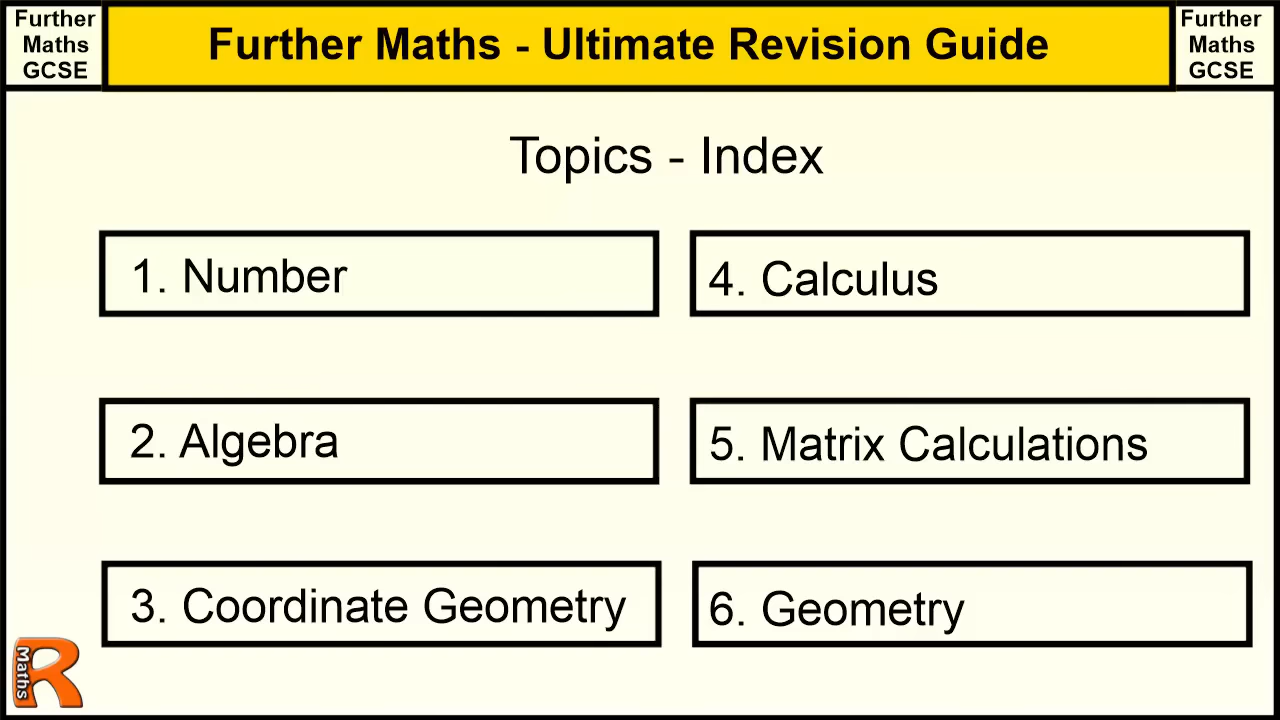 Further
Maths
GCSE
Further Maths - Ultimate Revision Guide
Further
Maths
GCSE
Topics - Index
1. Number
4. Calculus
2. Algebra
5. Matrix Calculations
3. Coordinate Geometry
6. Geometry
R
Maths